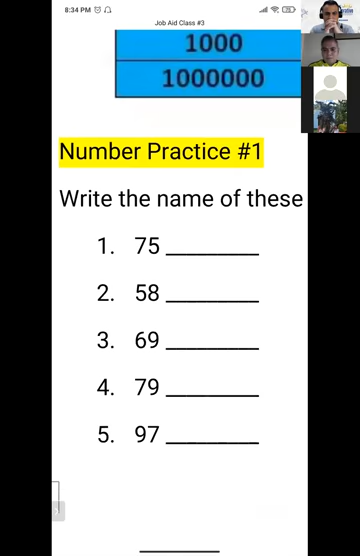 8:34 PM
Job Aid Class #3
1000
1000000
Number Practice #1
Write the name of these
1. 75 ________
2. 58 ________
3. 69 ________
4. 79 ________
5. 97 ________